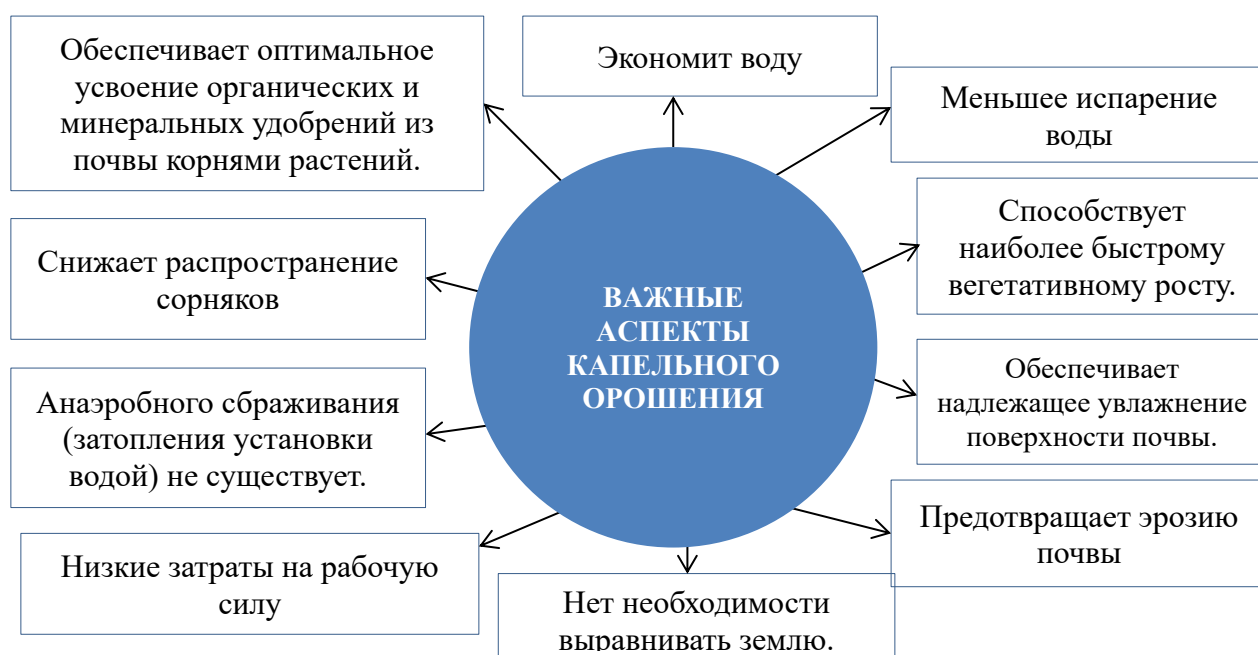 Обеспечивает оптимальное
усвоение органических и
минеральных удобрений из
почвы корнями растений.
Экономит воду
Меньшее испарение
воды
Способствует
наиболее быстрому
вегетативному росту.
Снижает распространение
сорняков
ВАЖНЫЕ
АСПЕКТЫ
КАПЕЛЬНОГО
ОРОШЕНИЯ
Обеспечивает
надлежащее увлажнение
поверхности почвы.
Анаэробного сбраживания
(затопления установки
водой) не существует.
Предотвращает эрозию
почвы
Низкие затраты на рабочую
силу
Нет необходимости
выравнивать землю.